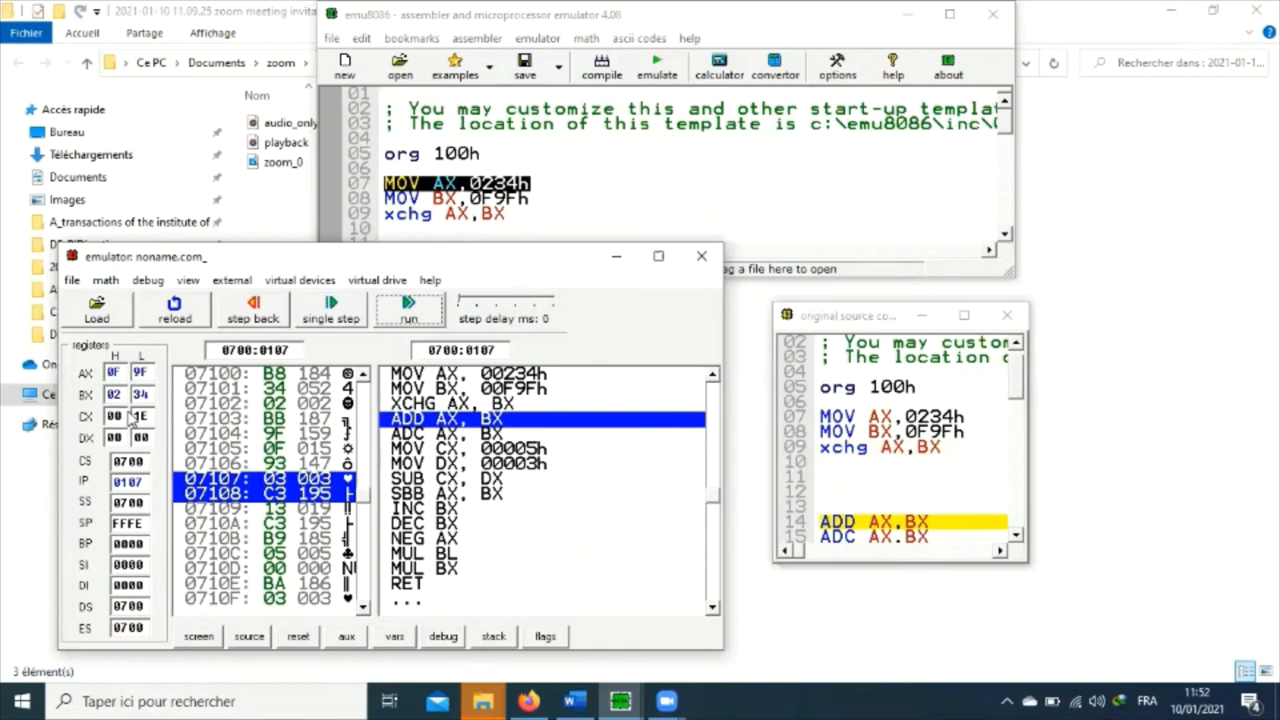 2021-01-10 11.09.25 zoom meeting invita
Fichier Accueil Partage Affichage
Ce PC Documents zoom
Rechercher dans : 2021-01-1...
Nom
Accès rapide
Bureau
Téléchargements
Documents
Images
A_transactions of the institute of
audio_only
playback
zoom_0
3 élément(s)
emu8086 - assembler and microprocessor emulator 4.08
file edit bookmarks assembler emulator math ascii codes help
new open examples save compile emulate calculator convertor options help about
01
02 ; You may customize this and other start-up templat
03 ; The location of this template is c:\emu8086\inc\
04
05 org 100h
06
07 MOV AX,0234h
08 MOV BX,0F9Fh
09 xchg AX,BX
10
ag a file here to open
emulator: noname.com_
file math debug view external virtual devices virtual drive help
Load reload step back single step run step delay ms: 0
registers
H L
AX 0F 9F
BX 02 34
CX 00 1E
DX 00 00
CS 0700
IP 0107
SS 0700
SP FFFE
BP 0000
SI 0000
DI 0000
DS 0700
ES 0700
0700:0107
07100: B8 184
07101: 34 052 4
07102: 02 002
07103: BB 187
07104: 9F 159
07105: 0F 015
07106: 93 147 ô
07107: 03 003 ♥
07108: C3 195
07109: 13 019 ‼
0710A: C3 195
0710B: B9 185
0710C: 05 005 ♣
0710D: 00 000 NU
0710E: BA 186
0710F: 03 003 ♥
0700:0107
MOV AX, 00234h
MOV BX, 00F9Fh
XCHG AX, BX
ADD AX, BX
ADC AX, BX
MOV CX, 00005h
MOV DX, 00003h
SUB CX, DX
SBB AX, BX
INC BX
DEC BX
NEG AX
MUL BL
MUL BX
RET
...
screen source reset aux vars debug stack flags
original source co...
02 ; You may custom
03 ; The location o
04
05 org 100h
06
07 MOV AX,0234h
08 MOV BX,0F9Fh
09 xchg AX,BX
10
11
12
13
14 ADD AX,BX
15 ADC AX.BX
Taper ici pour rechercher
FRA
11:52
10/01/2021
4